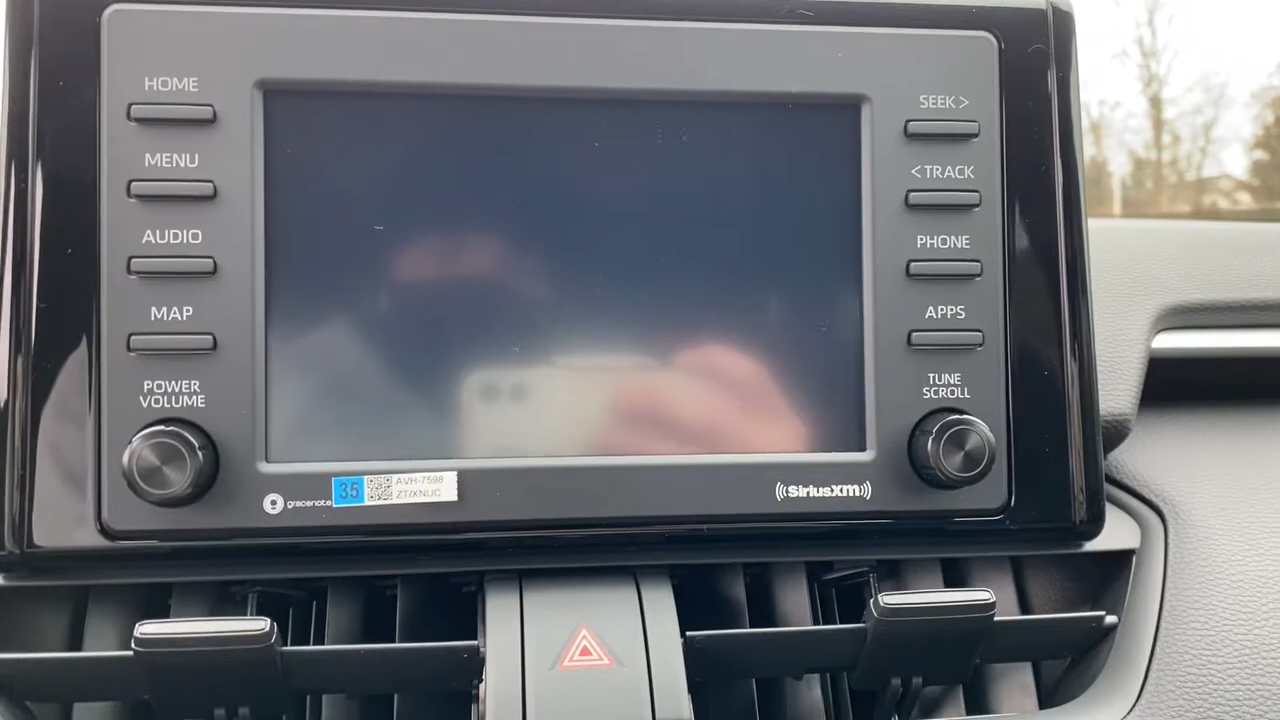 HOME
MENU
AUDIO
MAP
POWER
VOLUME
SEEK >
< TRACK
PHONE
APPS
TUNE
SCROLL
gracenote
35
AVH-7598
ZT/XNUC
((SiriusXM))